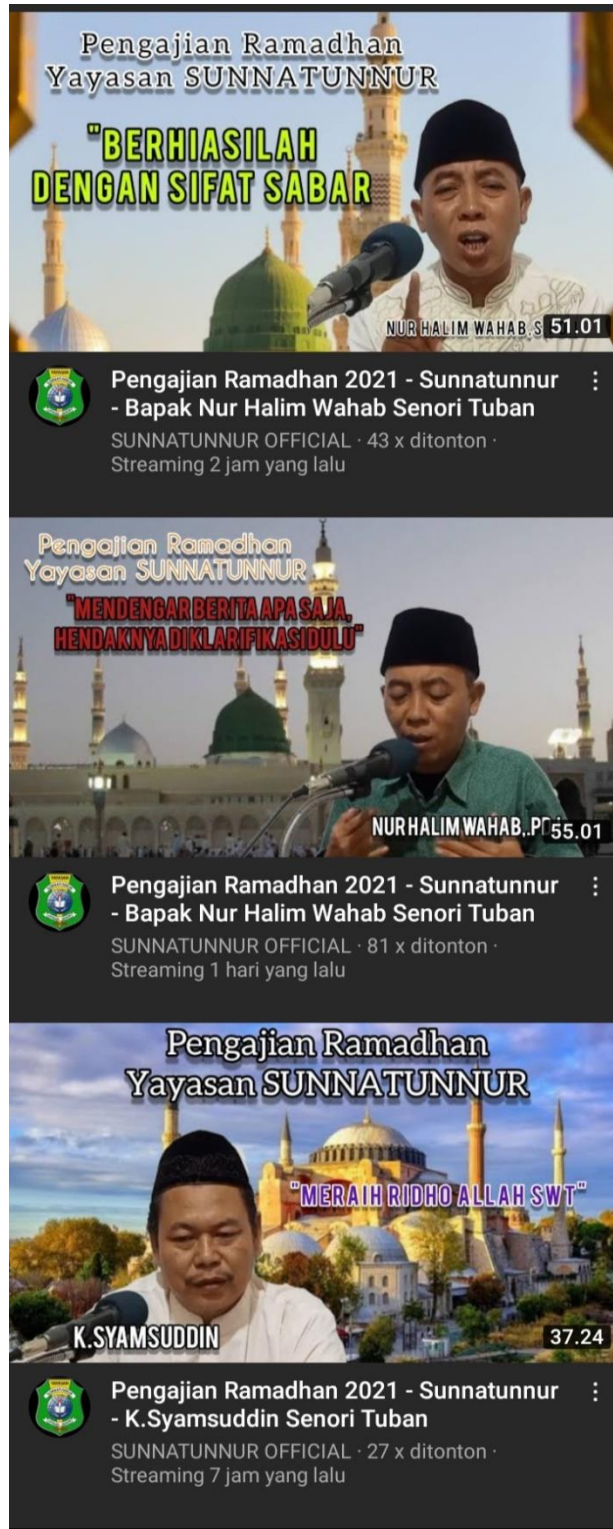 Pengajian Ramadhan
Yayasan SUNNATUNNUR
"BERHIASILAH
DENGAN SIFAT SABAR
NUR HALIM WAHAB,S
51.01
Pengajian Ramadhan 2021 - Sunnatunnur
- Bapak Nur Halim Wahab Senori Tuban
SUNNATUNNUR OFFICIAL · 43 x ditonton ·
Streaming 2 jam yang lalu
Pengajian Ramadhan
Yayasan SUNNATUNNUR
"MENDENGAR BERITA APA SAJA,
HENDAKNYA DIKLARIFIKASI DULU"
NUR HALIM WAHAB,.PD
55.01
Pengajian Ramadhan 2021 - Sunnatunnur
- Bapak Nur Halim Wahab Senori Tuban
SUNNATUNNUR OFFICIAL · 81 x ditonton ·
Streaming 1 hari yang lalu
Pengajian Ramadhan
Yayasan SUNNATUNNUR
"MERAIH RIDHO ALLAH SWT"
K.SYAMSUDDIN
37.24
Pengajian Ramadhan 2021 - Sunnatunnur
- K.Syamsuddin Senori Tuban
SUNNATUNNUR OFFICIAL · 27 x ditonton ·
Streaming 7 jam yang lalu